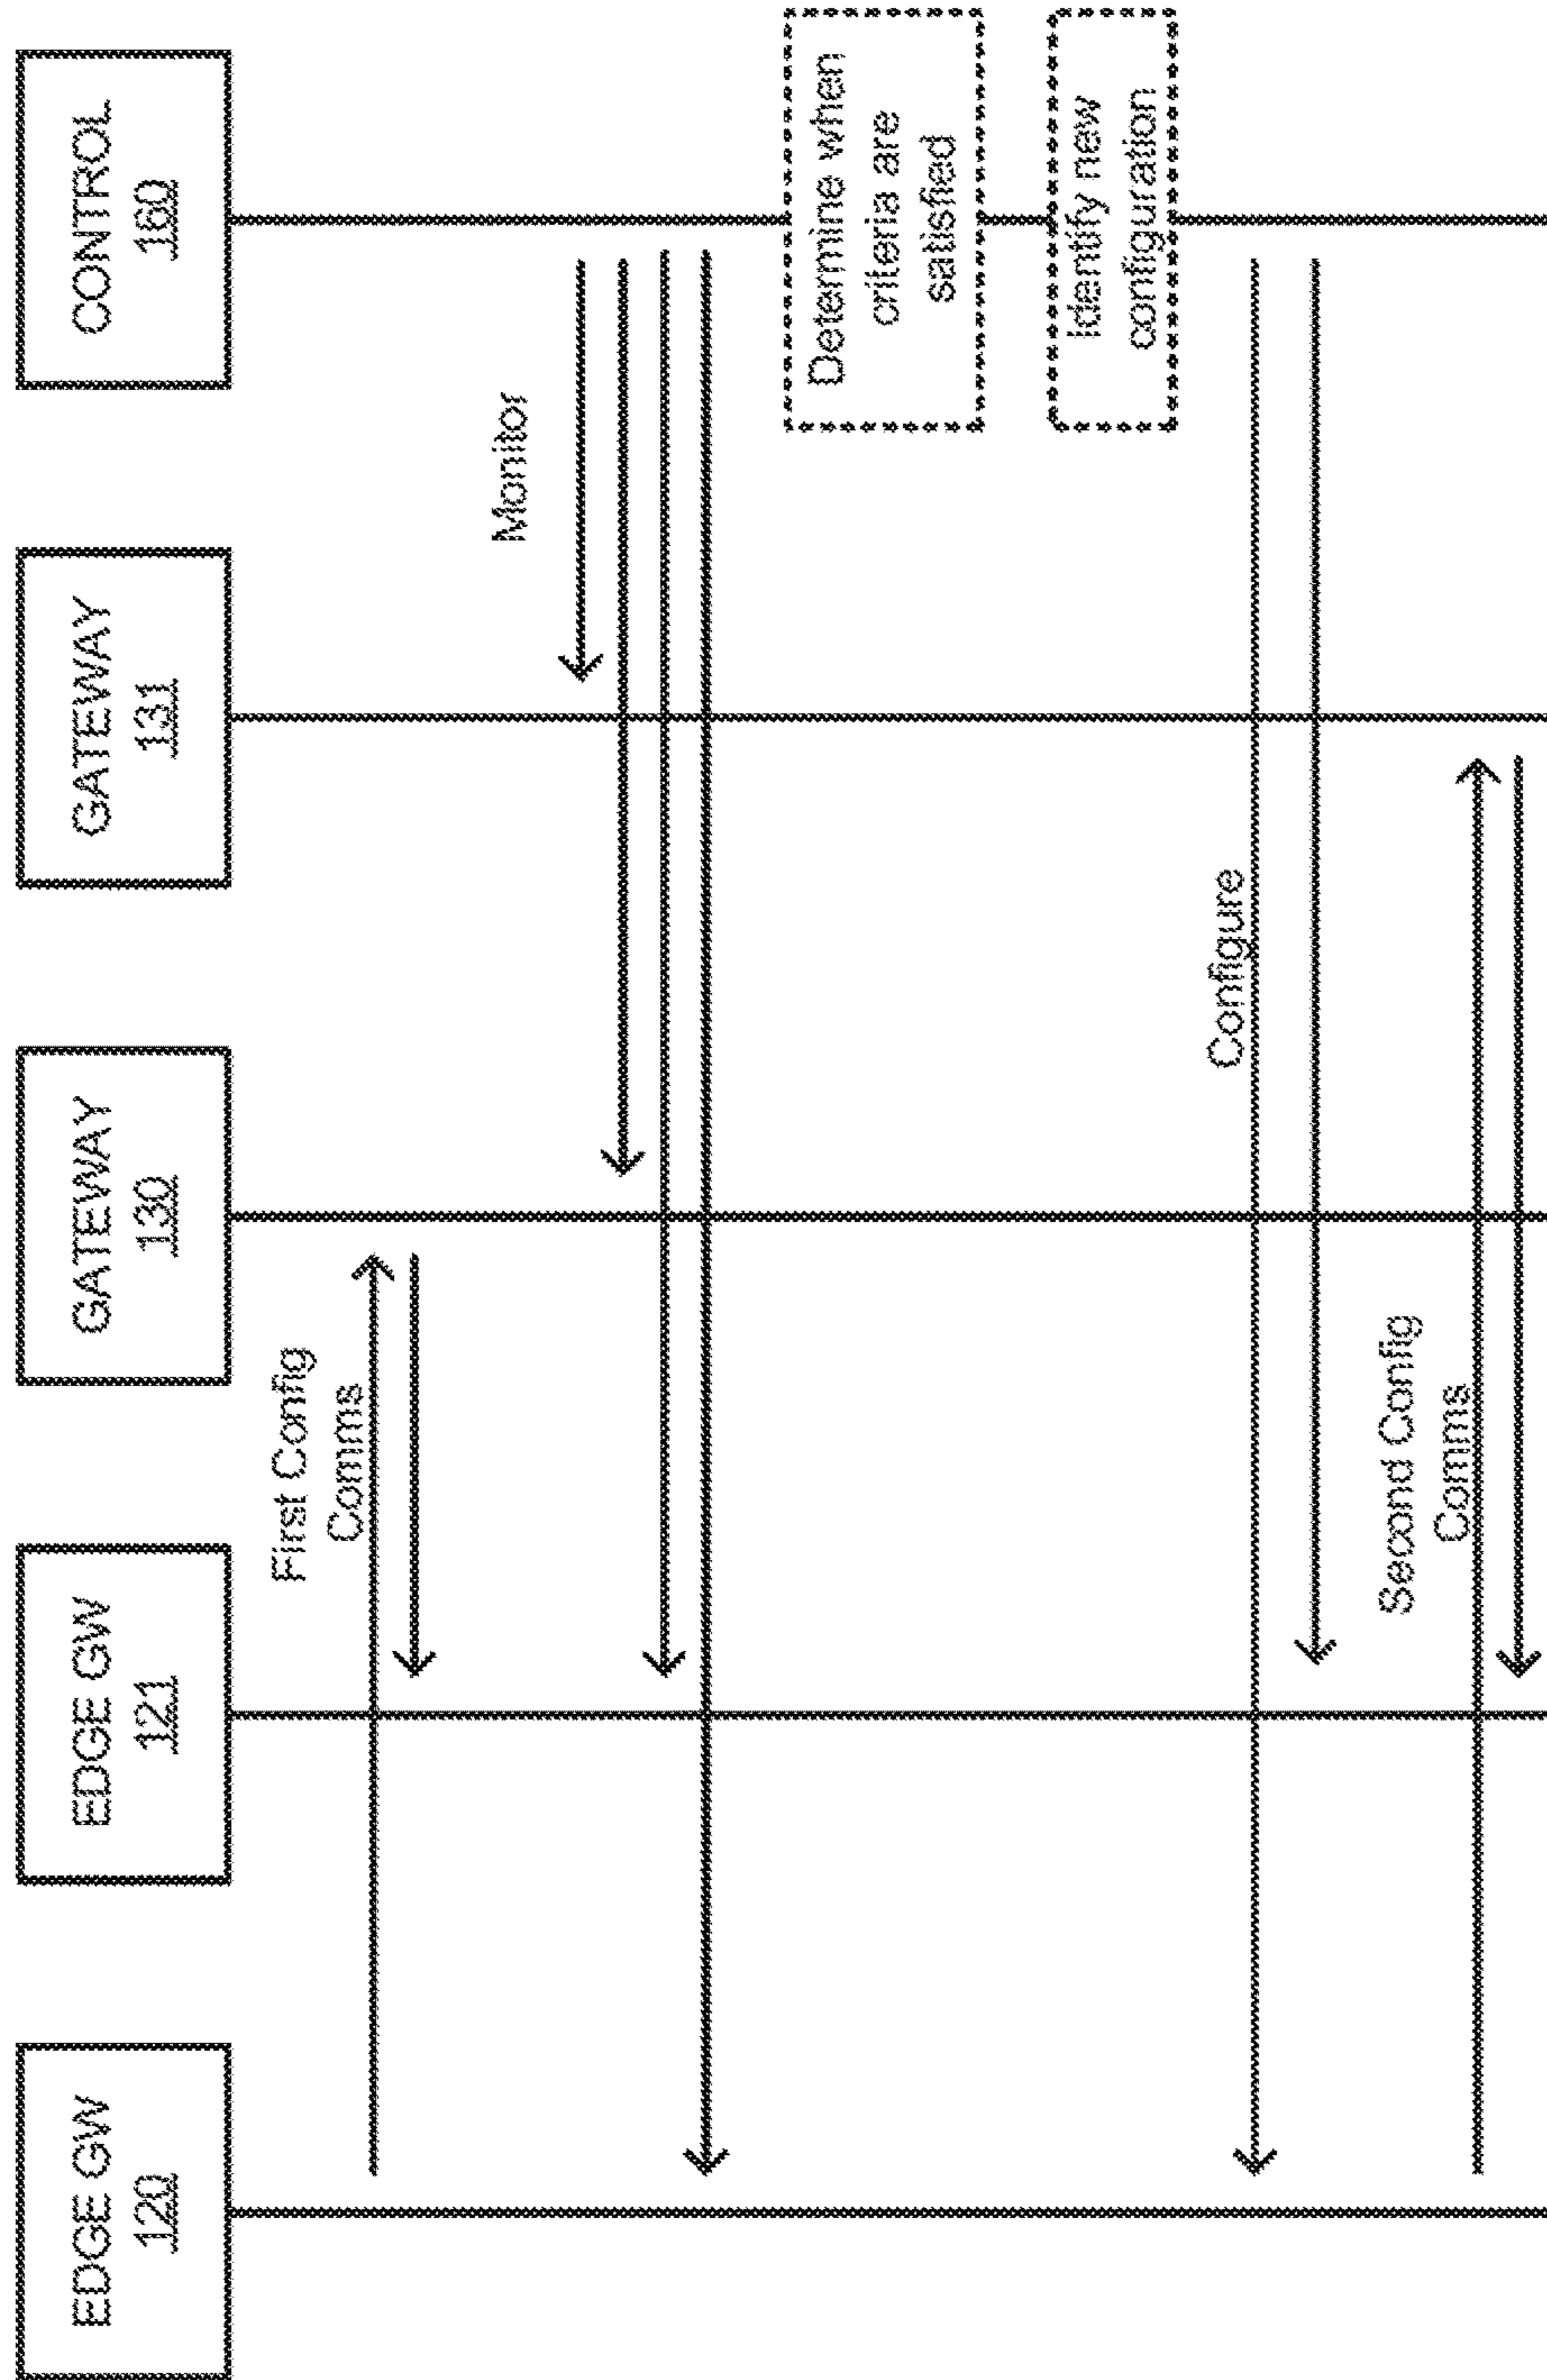 EDGE GW
120
EDGE GW
121
GATEWAY
130
GATEWAY
131
CONTROL
160
First Config
Comms
Monitor
Determine when
criteria are
satisfied
Identify new
configuration
Configure
Second Config
Comms